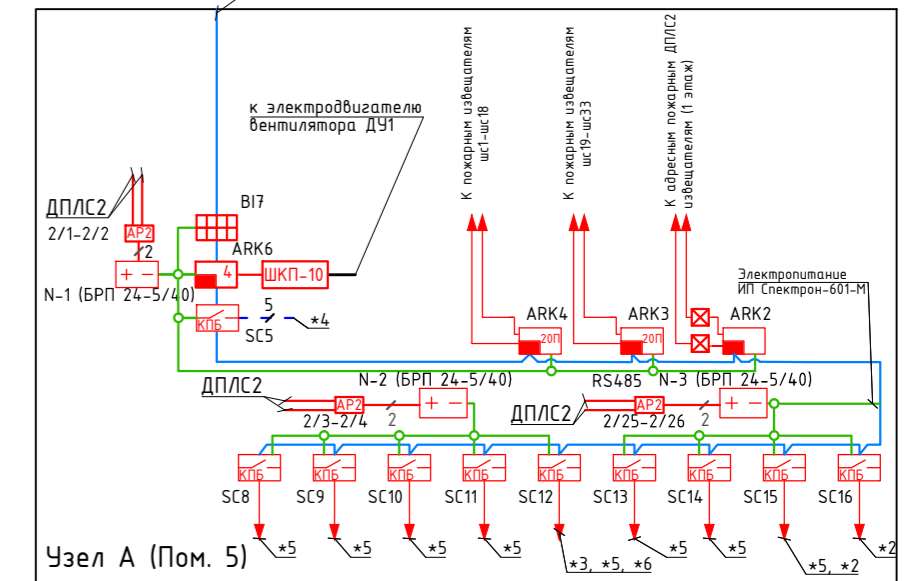 К пожарным извещателям
шс1-шс18
К пожарным извещателям
шс19-шс33
К адресным пожарным ДПЛС2
извещателям (1 этаж)
к электродвигателю
вентилятора ДУ1
ДПЛС2
2/1-2/2
АР2
2
+ -
N-1 (БРП 24-5/40)
BI7
ARK6
4
ШКП-10
КПБ
SC5
5
*4
ARK4
20П
ARK3
20П
ARK2
Электропитание
ИП Спектрон-601-М
RS485
ДПЛС2
АР2
2/3-2/4
2
N-2 (БРП 24-5/40)
+ -
ДПЛС2
АР2
2/25-2/26
2
N-3 (БРП 24-5/40)
+ -
КПБ КПБ КПБ КПБ КПБ КПБ КПБ КПБ КПБ
SC8 SC9 SC10 SC11 SC12 SC13 SC14 SC15 SC16
*5 *5 *5 *5 *3, *5, *6 *5 *5 *5, *2 *2
Узел А (Пом. 5)